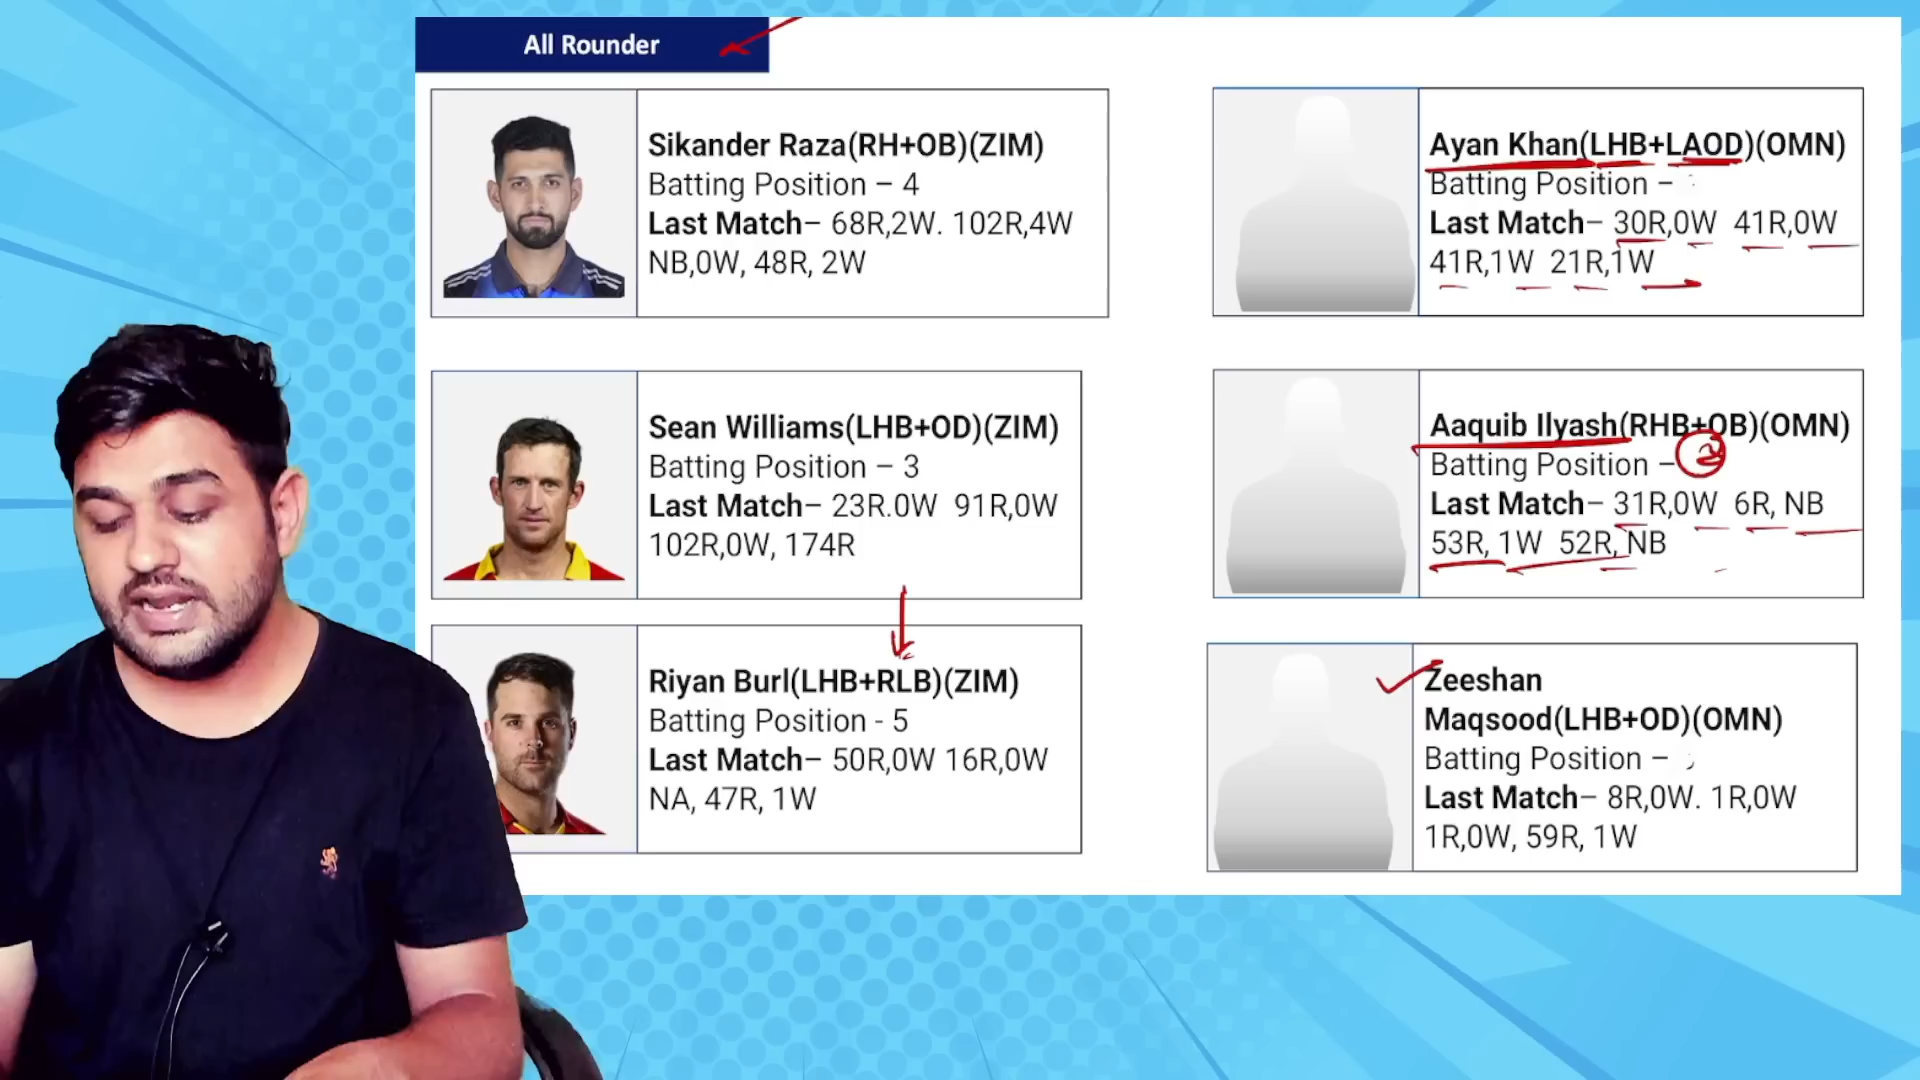 All Rounder
Sikander Raza(RH+OB)(ZIM)
Batting Position – 4
Last Match– 68R,2W. 102R,4W
NB,0W, 48R, 2W
Sean Williams(LHB+OD)(ZIM)
Batting Position – 3
Last Match– 23R.0W 91R,0W
102R,0W, 174R
Riyan Burl(LHB+RLB)(ZIM)
Batting Position - 5
Last Match– 50R,0W 16R,0W
NA, 47R, 1W
Ayan Khan(LHB+LAOD)(OMN)
Batting Position –
Last Match– 30R,0W 41R,0W
41R,1W 21R,1W
Aaquib Ilyash(RHB+OB)(OMN)
Batting Position –
Last Match– 31R,0W 6R, NB
53R, 1W 52R, NB
Zeeshan
Maqsood(LHB+OD)(OMN)
Batting Position –
Last Match– 8R,0W. 1R,0W
1R,0W, 59R, 1W